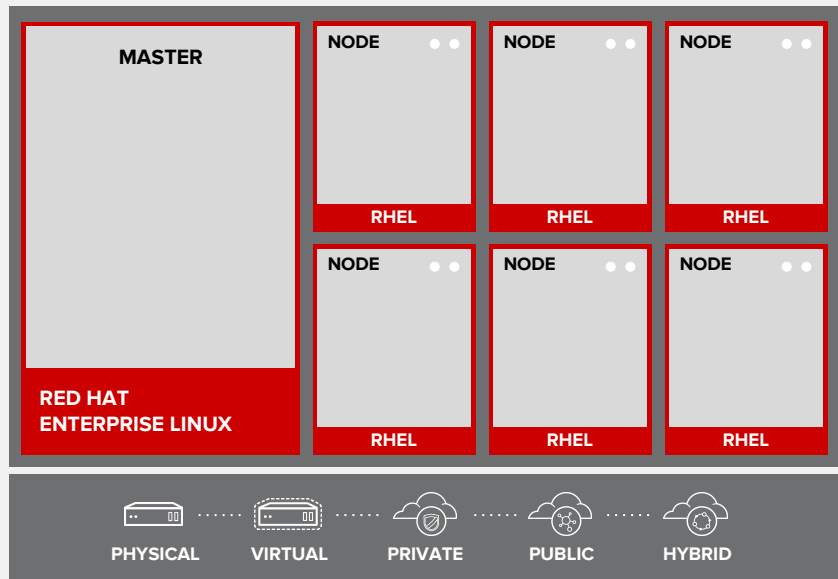 MASTER
RED HAT
ENTERPRISE LINUX
NODE
NODE
NODE
RHEL
RHEL
RHEL
NODE
NODE
NODE
RHEL
RHEL
RHEL
PHYSICAL
VIRTUAL
PRIVATE
PUBLIC
HYBRID